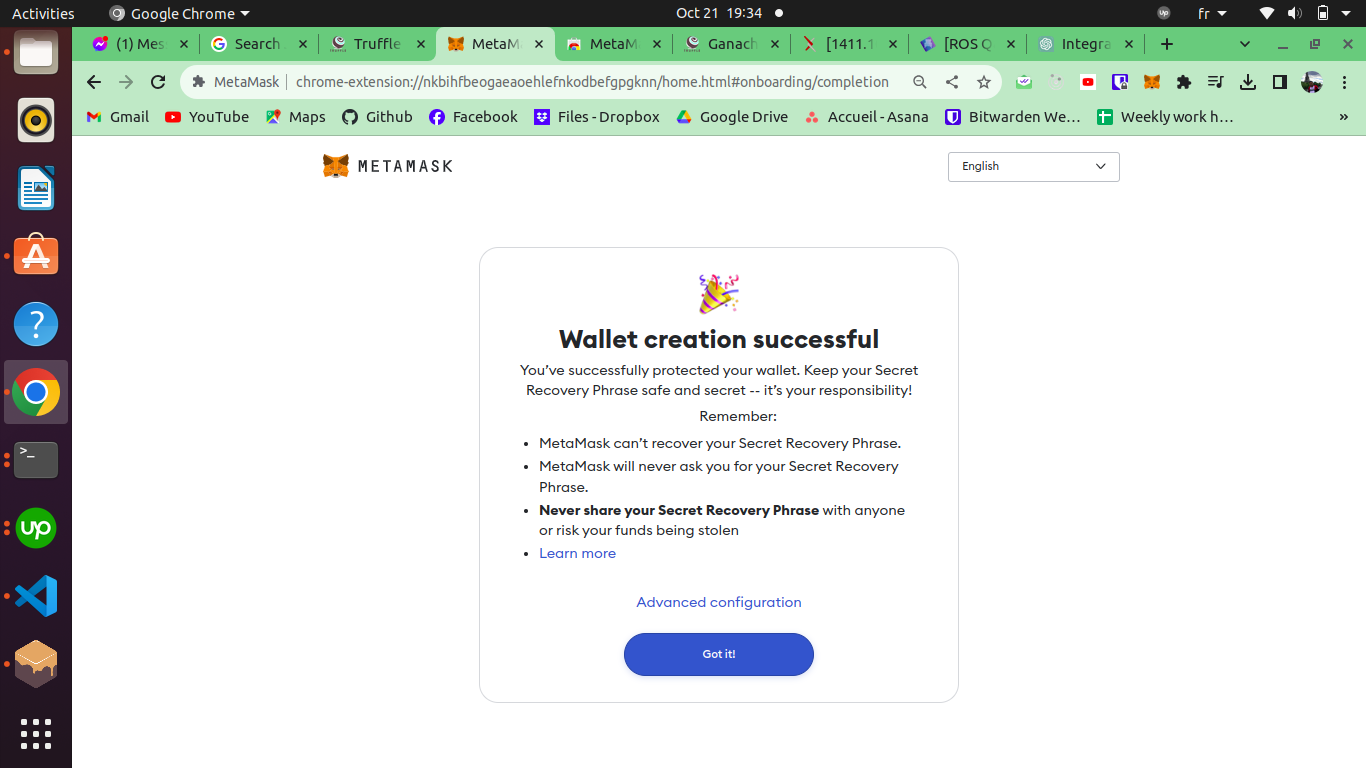 Activities
Google Chrome
Oct 21 19:34
up
fr
(1) Mes
Search
Truffle
MetaMa
MetaMa
Ganach
[1411.1
[ROS Q
Integra
MetaMask
chrome-extension://nkbihfbeogaeaoehlefnkodbefgpgknn/home.html#onboarding/completion
Gmail
YouTube
Maps
Github
Facebook
Files - Dropbox
Google Drive
Accueil - Asana
Bitwarden We…
Weekly work h…
»
METAMASK
English
Wallet creation successful
You’ve successfully protected your wallet. Keep your Secret
Recovery Phrase safe and secret -- it’s your responsibility!
Remember:
• MetaMask can’t recover your Secret Recovery Phrase.
• MetaMask will never ask you for your Secret Recovery
Phrase.
• Never share your Secret Recovery Phrase with anyone
or risk your funds being stolen
• Learn more
Advanced configuration
Got it!
?
>_
up